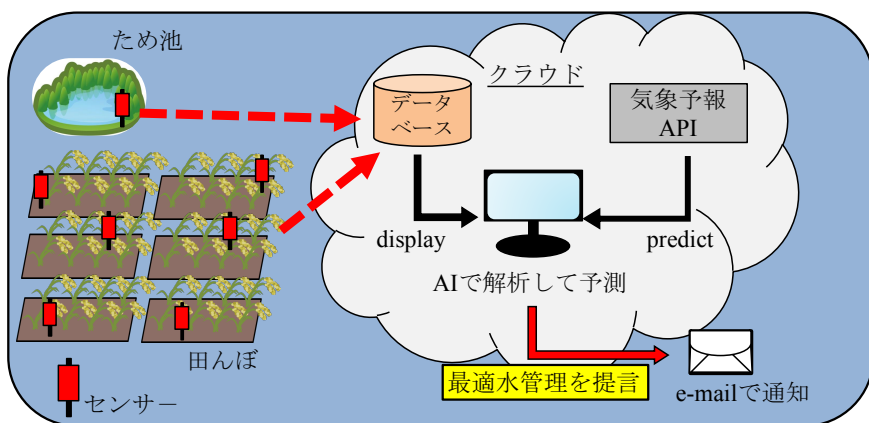 ため池
クラウド
データ
ベース
気象予報
API
display
predict
AIで解析して予測
田んぼ
センサー
最適水管理を提言
e-mailで通知